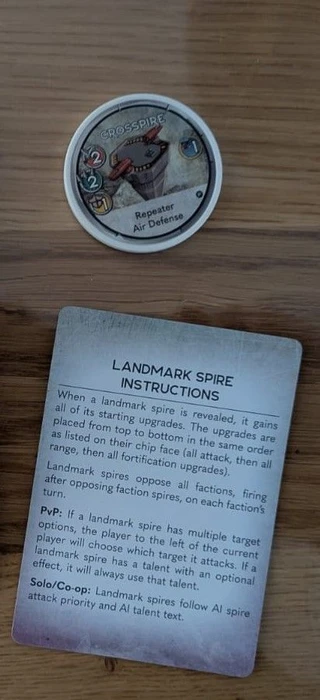 CROSSPIRE
2
1
2
+1
Repeater
Air Defense
LANDMARK SPIRE
INSTRUCTIONS
When a landmark spire is revealed, it gains
all of its starting upgrades. The upgrades are
placed from top to bottom in the same order
as listed on their chip face (all attack, then all
range, then all fortification upgrades).
Landmark spires oppose all factions, firing
after opposing faction spires, on each faction's
turn.
PvP: If a landmark spire has multiple target
options, the player to the left of the current
player will choose which target it attacks. If a
landmark spire has a talent with an optional
effect, it will always use that talent.
Solo/Co-op: Landmark spires follow AI spire
attack priority and AI talent text.